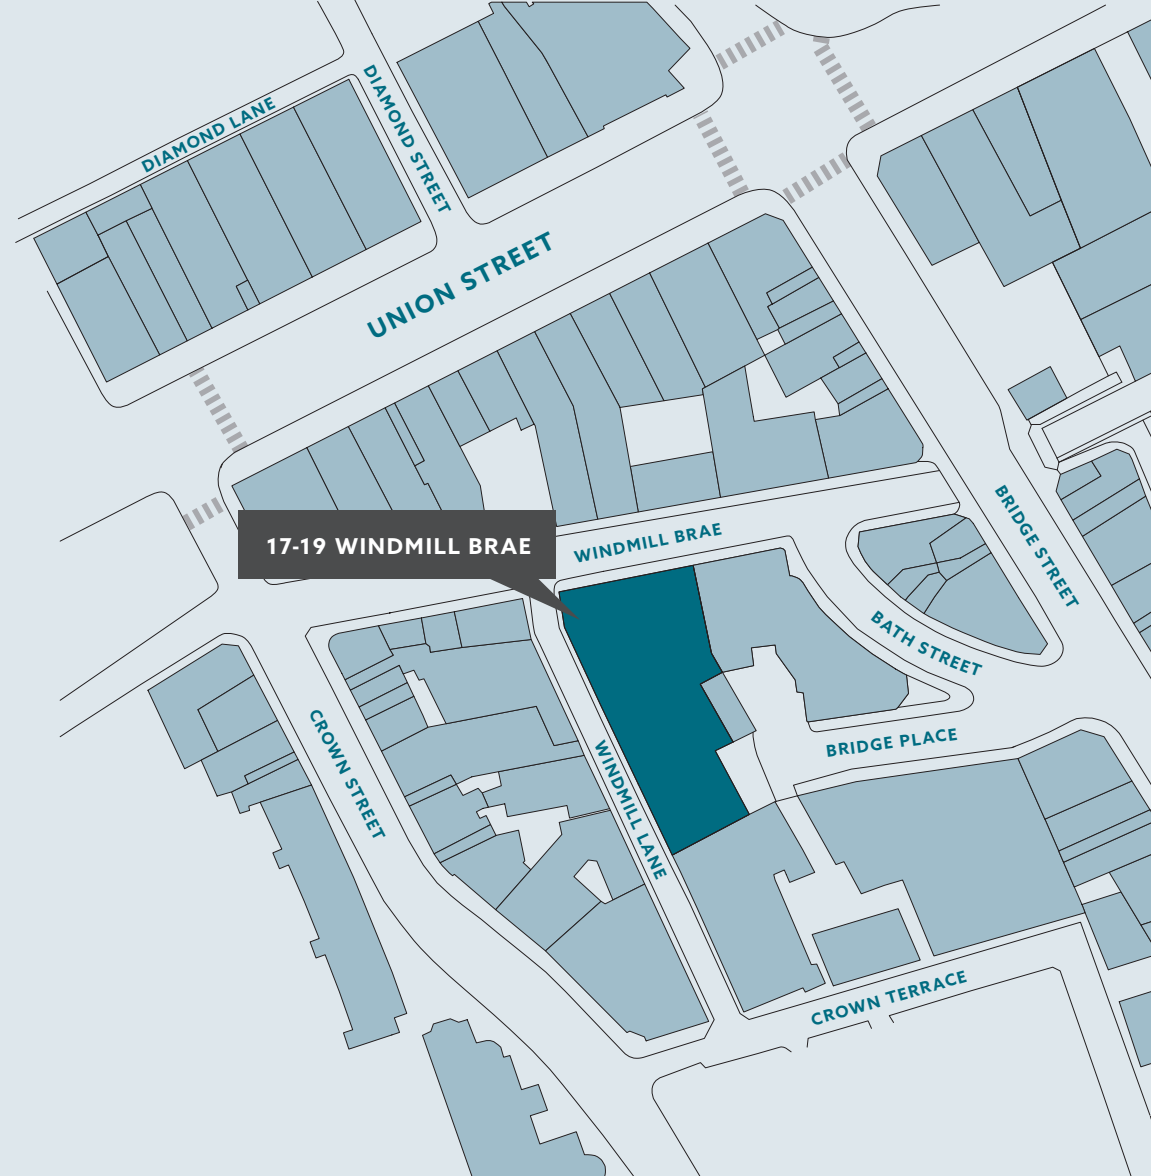 DIAMOND LANE
DIAMOND STREET
UNION STREET
17-19 WINDMILL BRAE
WINDMILL BRAE
BRIDGE STREET
BATH STREET
BRIDGE PLACE
CROWN STREET
WINDMILL LANE
CROWN TERRACE